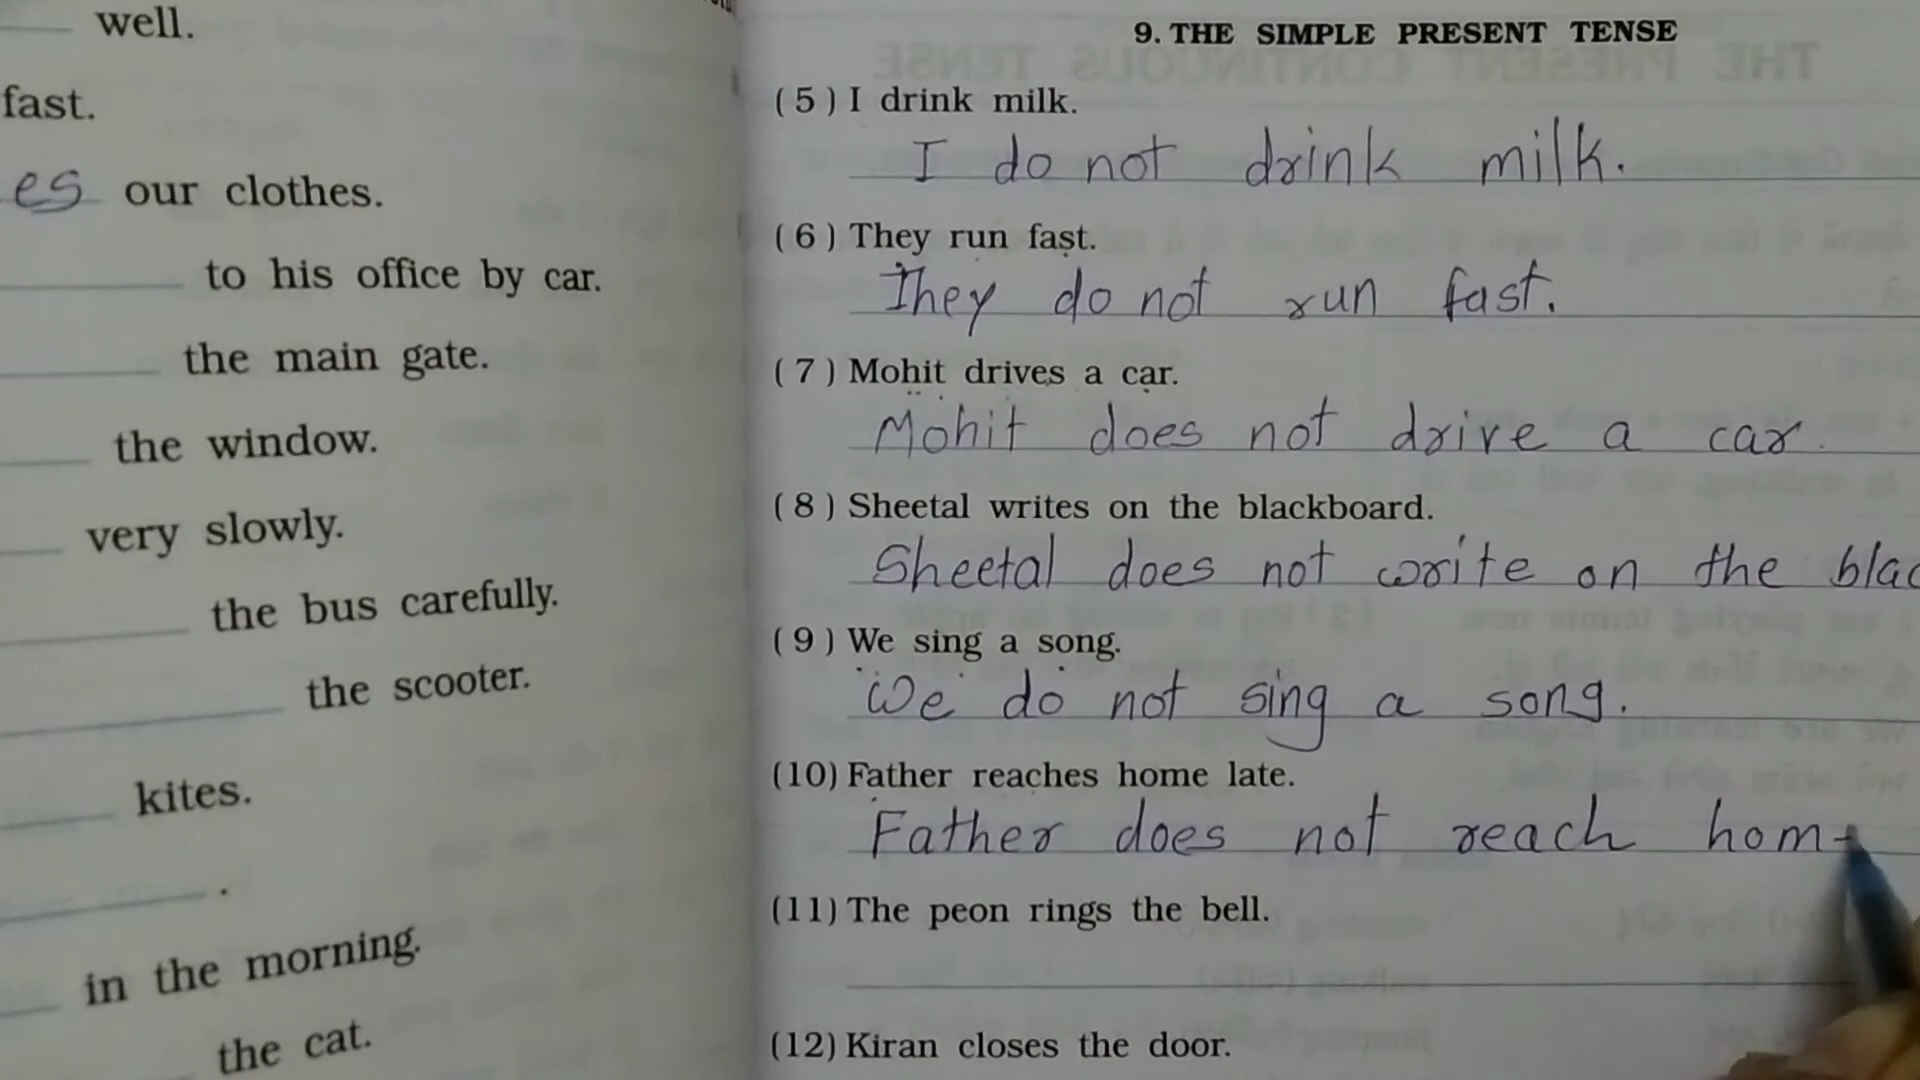 well.
fast.
es our clothes.
to his office by car.
the main gate.
the window.
very slowly.
the bus carefully.
the scooter.
kites.
.
in the morning.
the cat.
9. THE SIMPLE PRESENT TENSE
(5) I drink milk.
I do not drink milk.
(6) They run fast.
They do not run fast.
(7) Mohit drives a car.
Mohit does not drive a car.
(8) Sheetal writes on the blackboard.
Sheetal does not write on the blac
(9) We sing a song.
We do not sing a song.
(10) Father reaches home late.
Father does not reach hom
(11) The peon rings the bell.
(12) Kiran closes the door.